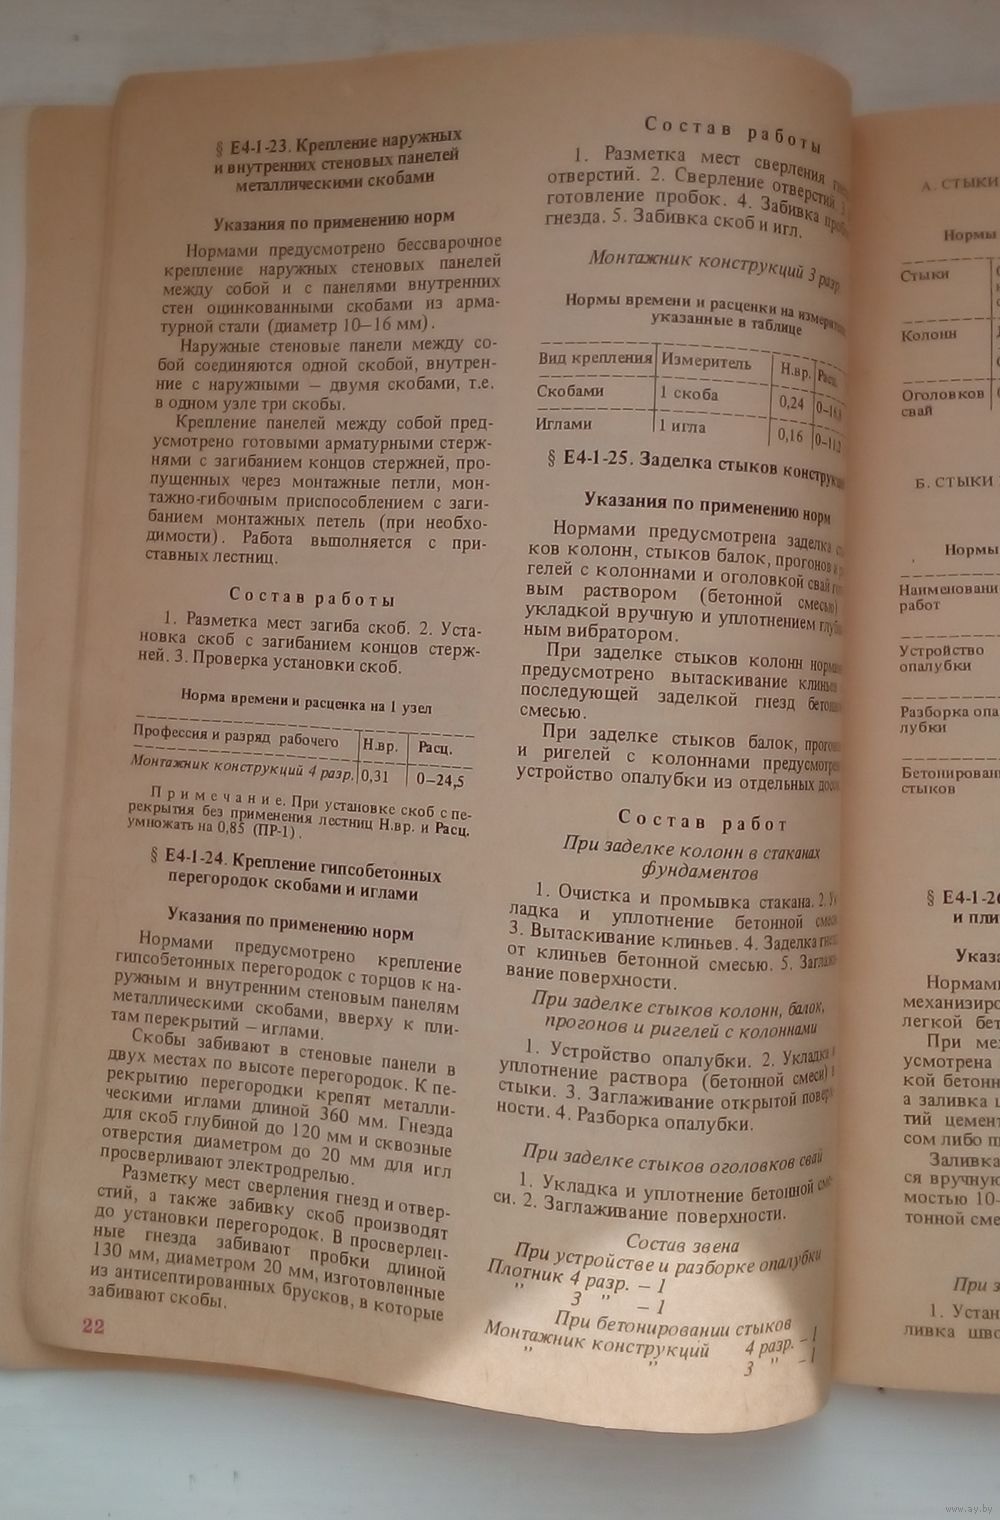 § Е4-1-23. Крепление наружных
и внутренних стеновых панелей
металлическими скобами
Указания по применению норм
Нормами предусмотрено бессварочное
крепление наружных стеновых панелей
между собой и с панелями внутренних
стен оцинкованными скобами из арма-
турной стали (диаметр 10–16 мм).
Наружные стеновые панели между со-
бой соединяются одной скобой, внутрен-
ние с наружными – двумя скобами, т.е.
в одном узле три скобы.
Крепление панелей между собой пред-
усмотрено готовыми арматурными стерж-
нями с загибанием концов стержней, про-
пущенных через монтажные петли, мон-
тажно-гибочным приспособлением с заги-
банием монтажных петель (при необхо-
димости). Работа выполняется с при-
ставных лестниц.
Состав работы
1. Разметка мест загиба скоб. 2. Уста-
новка скоб с загибанием концов стерж-
ней. 3. Проверка установки скоб.
Норма времени и расценка на 1 узел
Профессия и разряд рабочего Н.вр. Расц.
Монтажник конструкций 4 разр. 0,31 0–24,5
Примечание. При установке скоб с пе-
рекрытия без применения лестниц Н.вр. и Расц.
умножать на 0,85 (ПР-1).
§ Е4-1-24. Крепление гипсобетонных
перегородок скобами и иглами
Указания по применению норм
Нормами предусмотрено крепление
гипсобетонных перегородок с торцов к на-
ружным и внутренним стеновым панелям
металлическими скобами, вверху к пли-
там перекрытий – иглами.
Скобы забивают в стеновые панели в
двух местах по высоте перегородок. К пе-
рекрытию перегородки крепят металли-
ческими иглами длиной 360 мм. Гнезда
для скоб глубиной до 120 мм и сквозные
отверстия диаметром до 20 мм для игл
просверливают электродрелью.
Разметку мест сверления гнезд и отвер-
стий, а также забивку скоб производят
до установки перегородок. В просверлен-
ные гнезда забивают пробки длиной
130 мм, диаметром 20 мм, изготовленные
из антисептированных брусков, в которые
забивают скобы.
22
Состав работы
1. Разметка мест сверления
отверстий. 2. Сверление отверстий.
готовление пробок. 4. Забивка
гнезда. 5. Забивка скоб и игл.
Монтажник конструкций 3 разр.
Нормы времени и расценки на
указанные в таблице
Вид крепления Измеритель Н.вр. Расц.
Скобами 1 скоба 0,24
Иглами 1 игла 0,16
§ Е4-1-25. Заделка стыков
Указания по применению норм
Нормами предусмотрена заделка
ков колонн, стыков балок, прогонов и
гелей с колоннами и оголовкой свай
вым раствором (бетонной смесью)
укладкой вручную и уплотнением
ным вибратором.
При заделке стыков колонн
предусмотрено вытаскивание
последующей заделкой гнезд
смесью.
При заделке стыков балок,
и ригелей с колоннами
устройство опалубки из отдельных
Состав работ
При заделке колонн в стаканах
фундаментов
1. Очистка и промывка стакана. 2.
ладка и уплотнение бетонной
3. Вытаскивание клиньев. 4. Заделка
от клиньев бетонной смесью. 5.
вание поверхности.
При заделке стыков колонн, балок,
прогонов и ригелей с колоннами
1. Устройство опалубки. 2. Укладка и
уплотнение раствора (бетонной смеси) в
стыки. 3. Заглаживание открытой
ности. 4. Разборка опалубки.
При заделке стыков оголовков свай
1. Укладка и уплотнение бетонной
си. 2. Заглаживание поверхности.
Состав звена
При устройстве и разборке опалубки
Плотник 4 разр. – 1
" 3 " – 1
При бетонировании стыков
Монтажник конструкций 4 разр. – 1
" " 3 " – 1
А. СТЫКИ
Нормы
Стыки
Колонн
Оголовков
свай
Б. СТЫКИ
Нормы
работ
Устройство
опалубки
Разборка опа
лубки
стыков
§
и
Нормами
легкой
При
усмотрена
кой
а заливка
тий
сом либо
Заливка
ся вручную
мостью
тонной
При
1.
ливка
www.ay.by